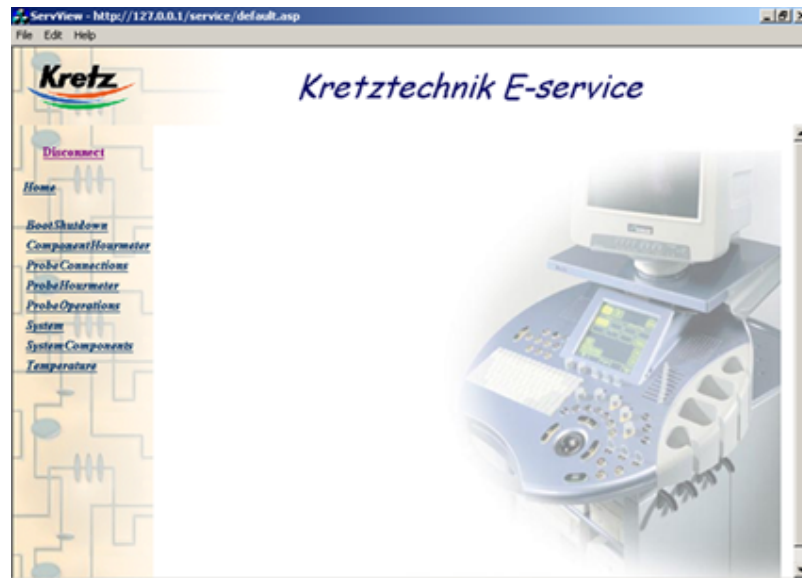 ServView - http://127.0.0.1/service/default.asp
File Edit Help
Kretz
Kretztechnik E-service
Disconnect
Home
BootShutdown
ComponentHourmeter
ProbeConnections
ProbeHourmeter
ProbeOperations
System
SystemComponents
Temperature